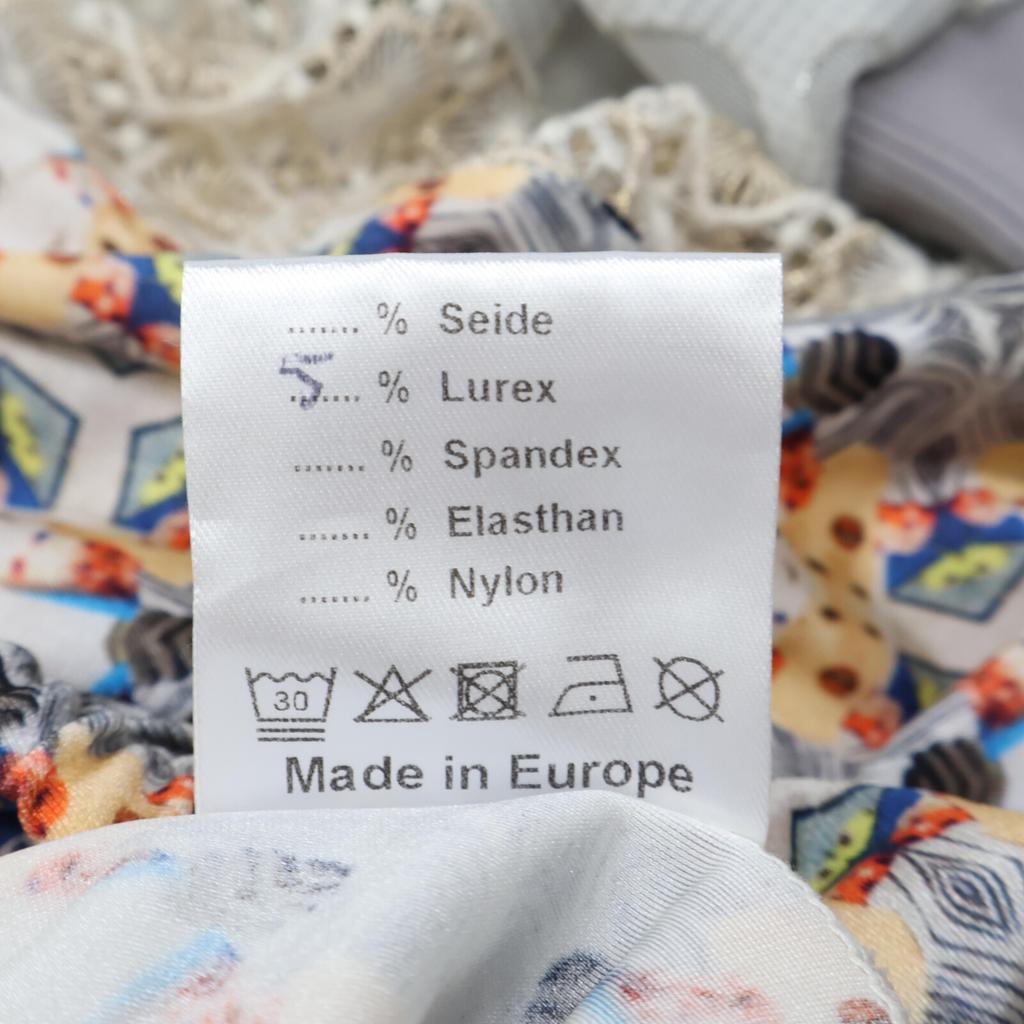 ....... % Seide
5...... % Lurex
....... % Spandex
....... % Elasthan
....... % Nylon
30
Made in Europe